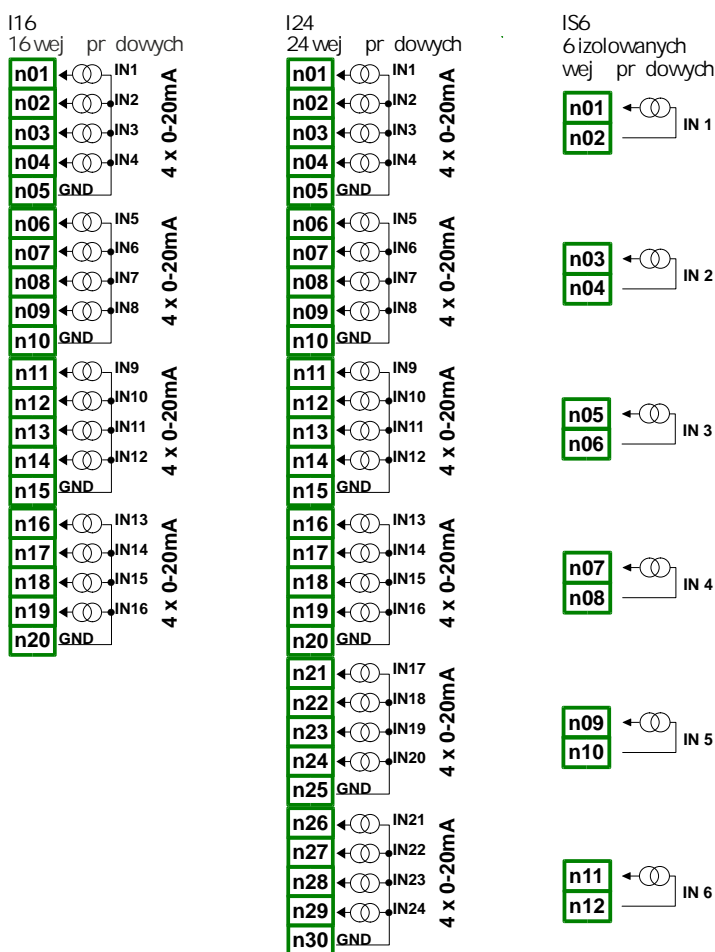 I16
16 wej pr dowych
n01 IN1
n02 IN2
n03 IN3
n04 IN4
n05 GND
4 x 0-20mA
n06 IN5
n07 IN6
n08 IN7
n09 IN8
n10 GND
4 x 0-20mA
n11 IN9
n12 IN10
n13 IN11
n14 IN12
n15 GND
4 x 0-20mA
n16 IN13
n17 IN14
n18 IN15
n19 IN16
n20 GND
4 x 0-20mA
I24
24 wej pr dowych
n01 IN1
n02 IN2
n03 IN3
n04 IN4
n05 GND
4 x 0-20mA
n06 IN5
n07 IN6
n08 IN7
n09 IN8
n10 GND
4 x 0-20mA
n11 IN9
n12 IN10
n13 IN11
n14 IN12
n15 GND
4 x 0-20mA
n16 IN13
n17 IN14
n18 IN15
n19 IN16
n20 GND
4 x 0-20mA
n21 IN17
n22 IN18
n23 IN19
n24 IN20
n25 GND
4 x 0-20mA
n26 IN21
n27 IN22
n28 IN23
n29 IN24
n30 GND
4 x 0-20mA
IS6
6 izolowanych
wej pr dowych
n01
n02
IN 1
n03
n04
IN 2
n05
n06
IN 3
n07
n08
IN 4
n09
n10
IN 5
n11
n12
IN 6